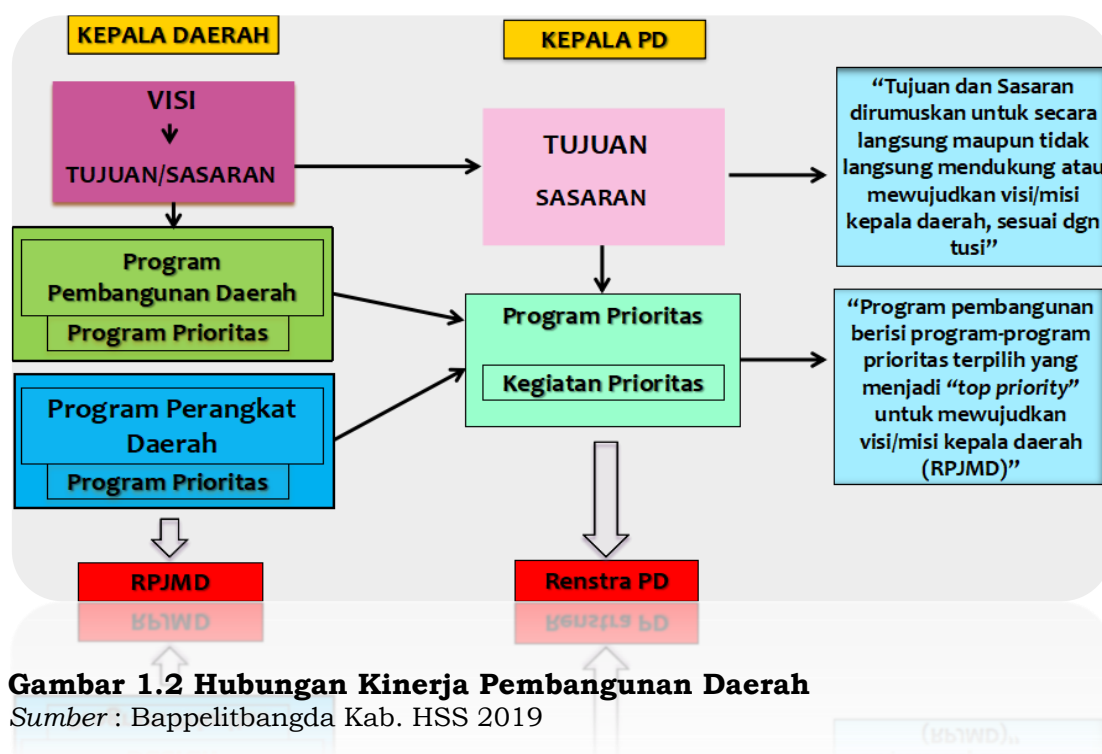 KEPALA DAERAH
VISI
TUJUAN/SASARAN
Program
Pembangunan Daerah
Program Prioritas
Program Perangkat
Daerah
Program Prioritas
RPJMD
KEPALA PD
TUJUAN
SASARAN
Program Prioritas
Kegiatan Prioritas
Renstra PD
“Tujuan dan Sasaran
dirumuskan untuk secara
langsung maupun tidak
langsung mendukung atau
mewujudkan visi/misi
kepala daerah, sesuai dgn
tusi”
“Program pembangunan
berisi program-program
prioritas terpilih yang
menjadi “top priority”
untuk mewujudkan
visi/misi kepala daerah
(RPJMD)”
Gambar 1.2 Hubungan Kinerja Pembangunan Daerah
Sumber : Bappelitbangda Kab. HSS 2019